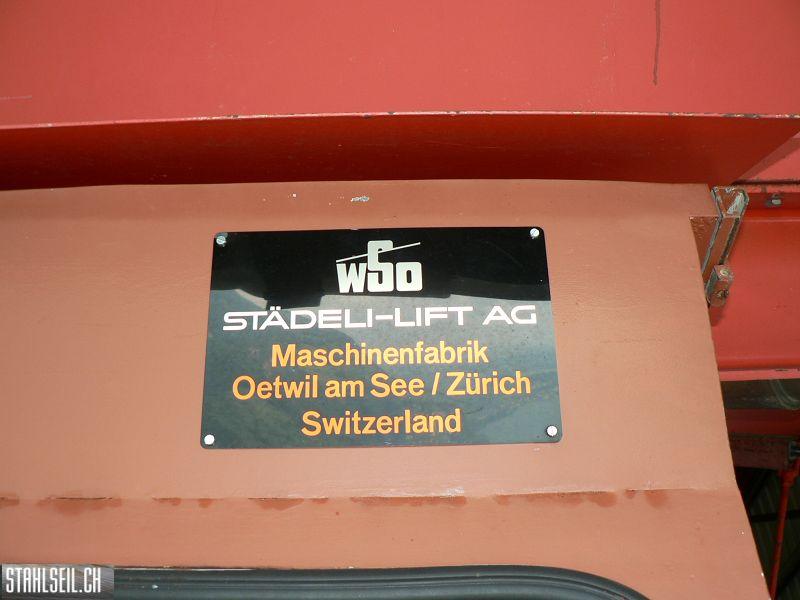 WSO
STÄDELI-LIFT AG
Maschinenfabrik
Oetwil am See / Zürich
Switzerland
STAHLSEIL.CH